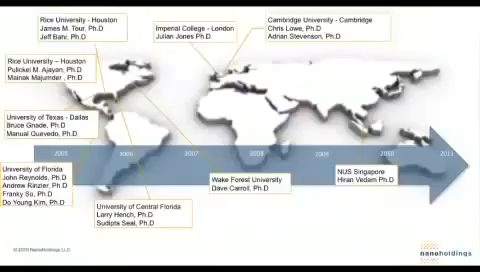 Rice University - Houston
James M. Tour, Ph.D
Jeff Bahr, Ph.D
Imperial College - London
Julian Jones Ph.D.
Cambridge University - Cambridge
Chris Lowe, Ph.D
Adrian Stevenson, Ph.D
Rice University – Houston
Pulickel M. Ajayan, Ph.D
Mainak Majumder , Ph.D
University of Texas - Dallas
Bruce Gnade, Ph.D
Manual Quevedo, Ph.D
2005
2006
2007
2008
2009
2010
2011
University of Florida
John Reynolds, Ph.D
Andrew Rinzler, Ph.D
Franky So, Ph.D
Do Young Kim, Ph.D
University of Central Florida
Larry Hench, Ph.D
Sudipta Seal, Ph.D
Wake Forest University
Dave Carroll, Ph.D
NUS Singapore
Hiran Vedam Ph.D
© 2010 NanoHoldings LLC
nanoholdings